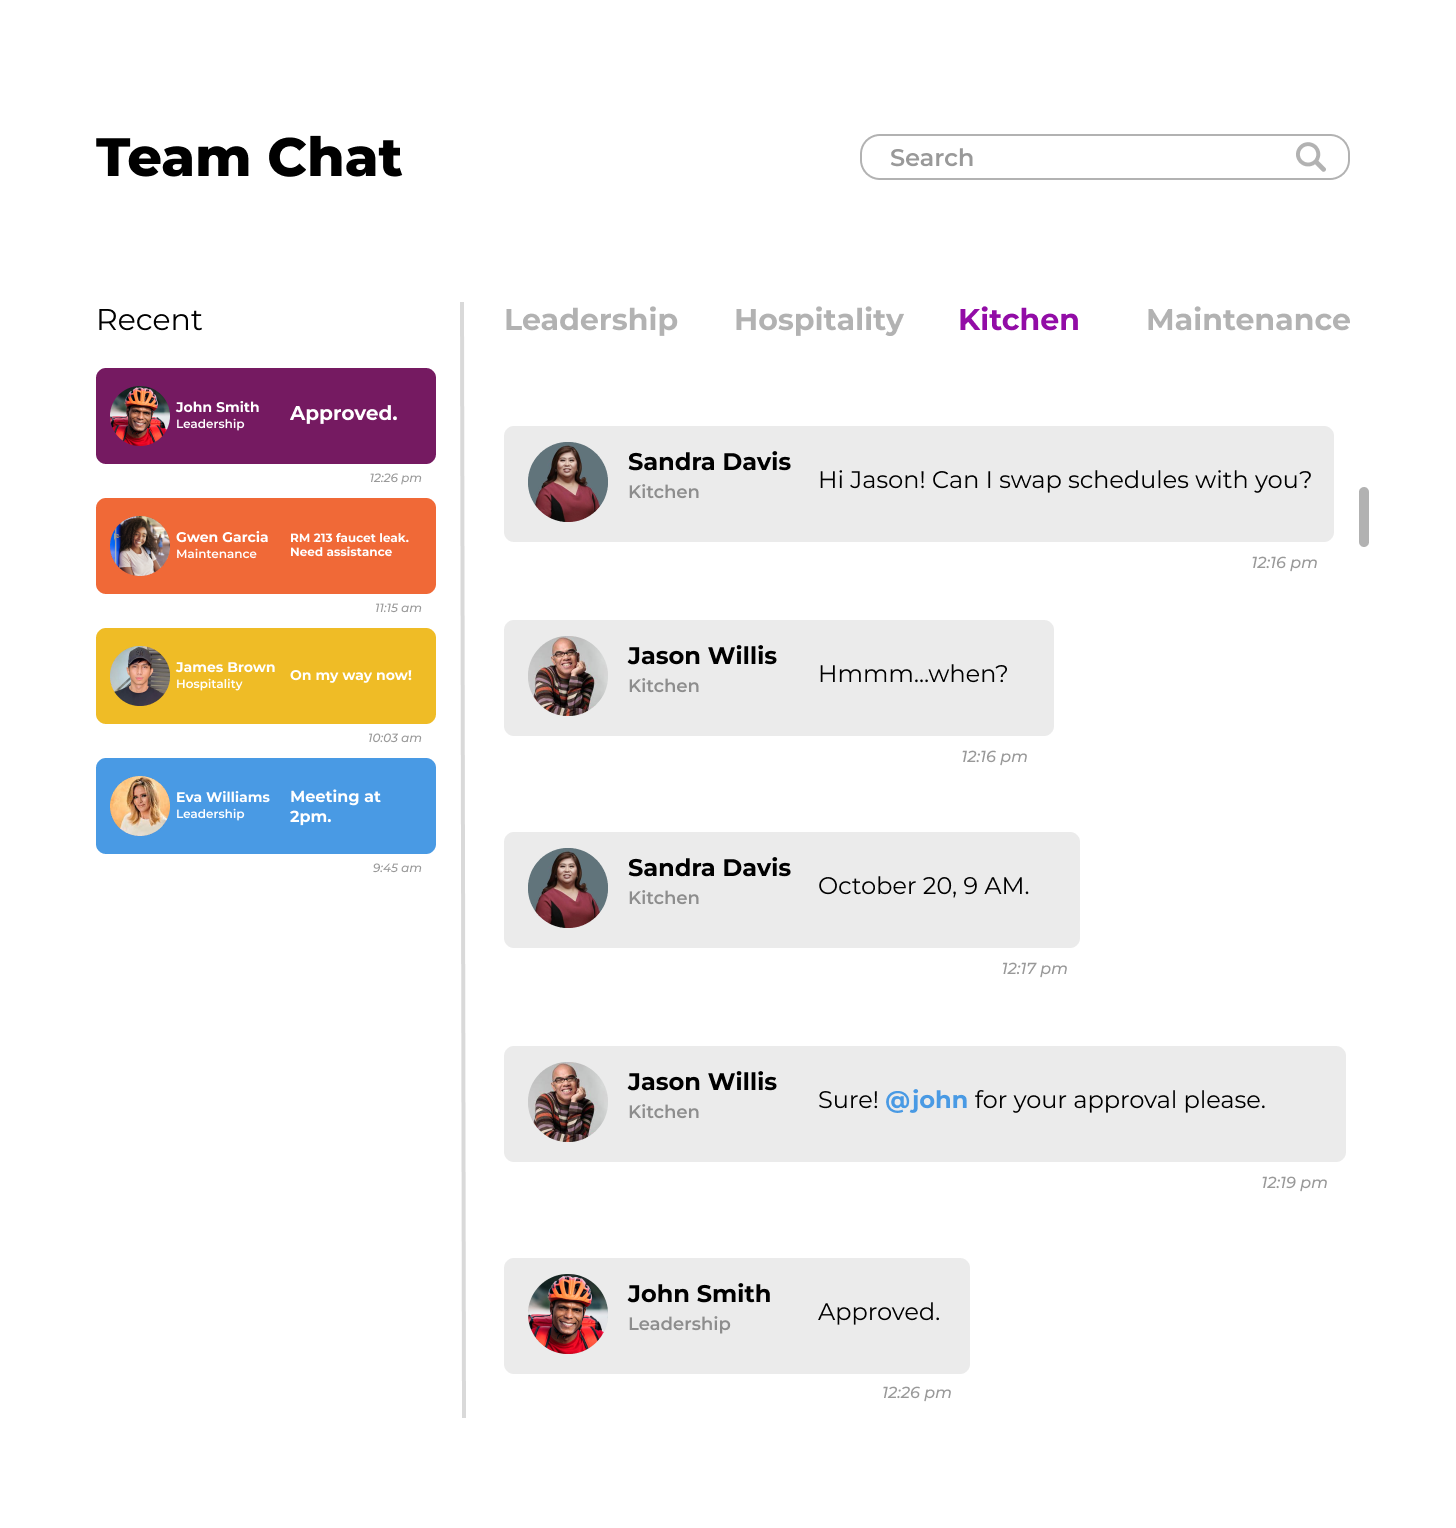 Team Chat
Search
Recent
John Smith
Leadership
Approved.
12:26 pm
Gwen Garcia
Maintenance
RM 213 faucet leak.
Need assistance
11:15 am
James Brown
Hospitality
On my way now!
10:03 am
Eva Williams
Leadership
Meeting at
2pm.
9:45 am
Leadership
Hospitality
Kitchen
Maintenance
Sandra Davis
Kitchen
Hi Jason! Can I swap schedules with you?
12:16 pm
Jason Willis
Kitchen
Hmmm...when?
12:16 pm
Sandra Davis
Kitchen
October 20, 9 AM.
12:17 pm
Jason Willis
Kitchen
Sure! @john for your approval please.
12:19 pm
John Smith
Leadership
Approved.
12:26 pm